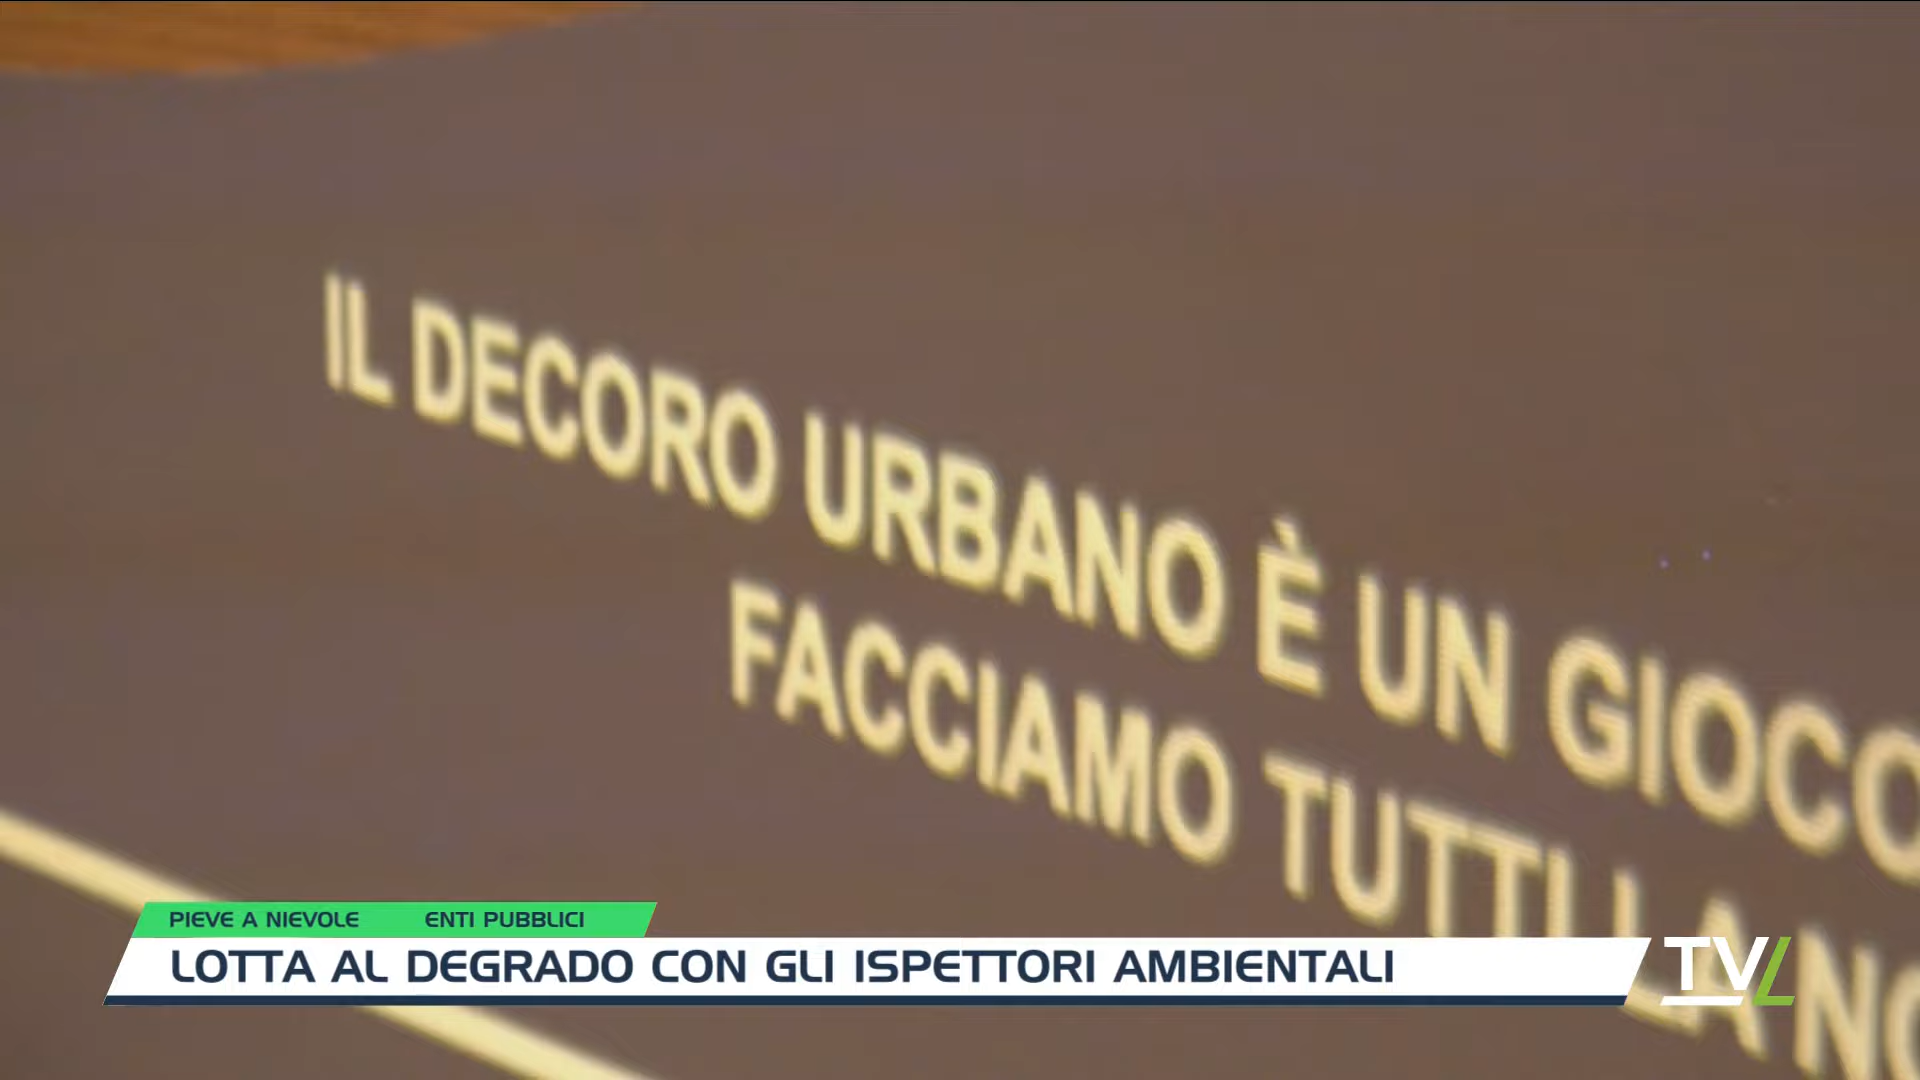 IL DECORO URBANO È UN GIOCO
FACCIAMO TUTTI LA
PIEVE A NIEVOLE ENTI PUBBLICI
LOTTA AL DEGRADO CON GLI ISPETTORI AMBIENTALI
TVL